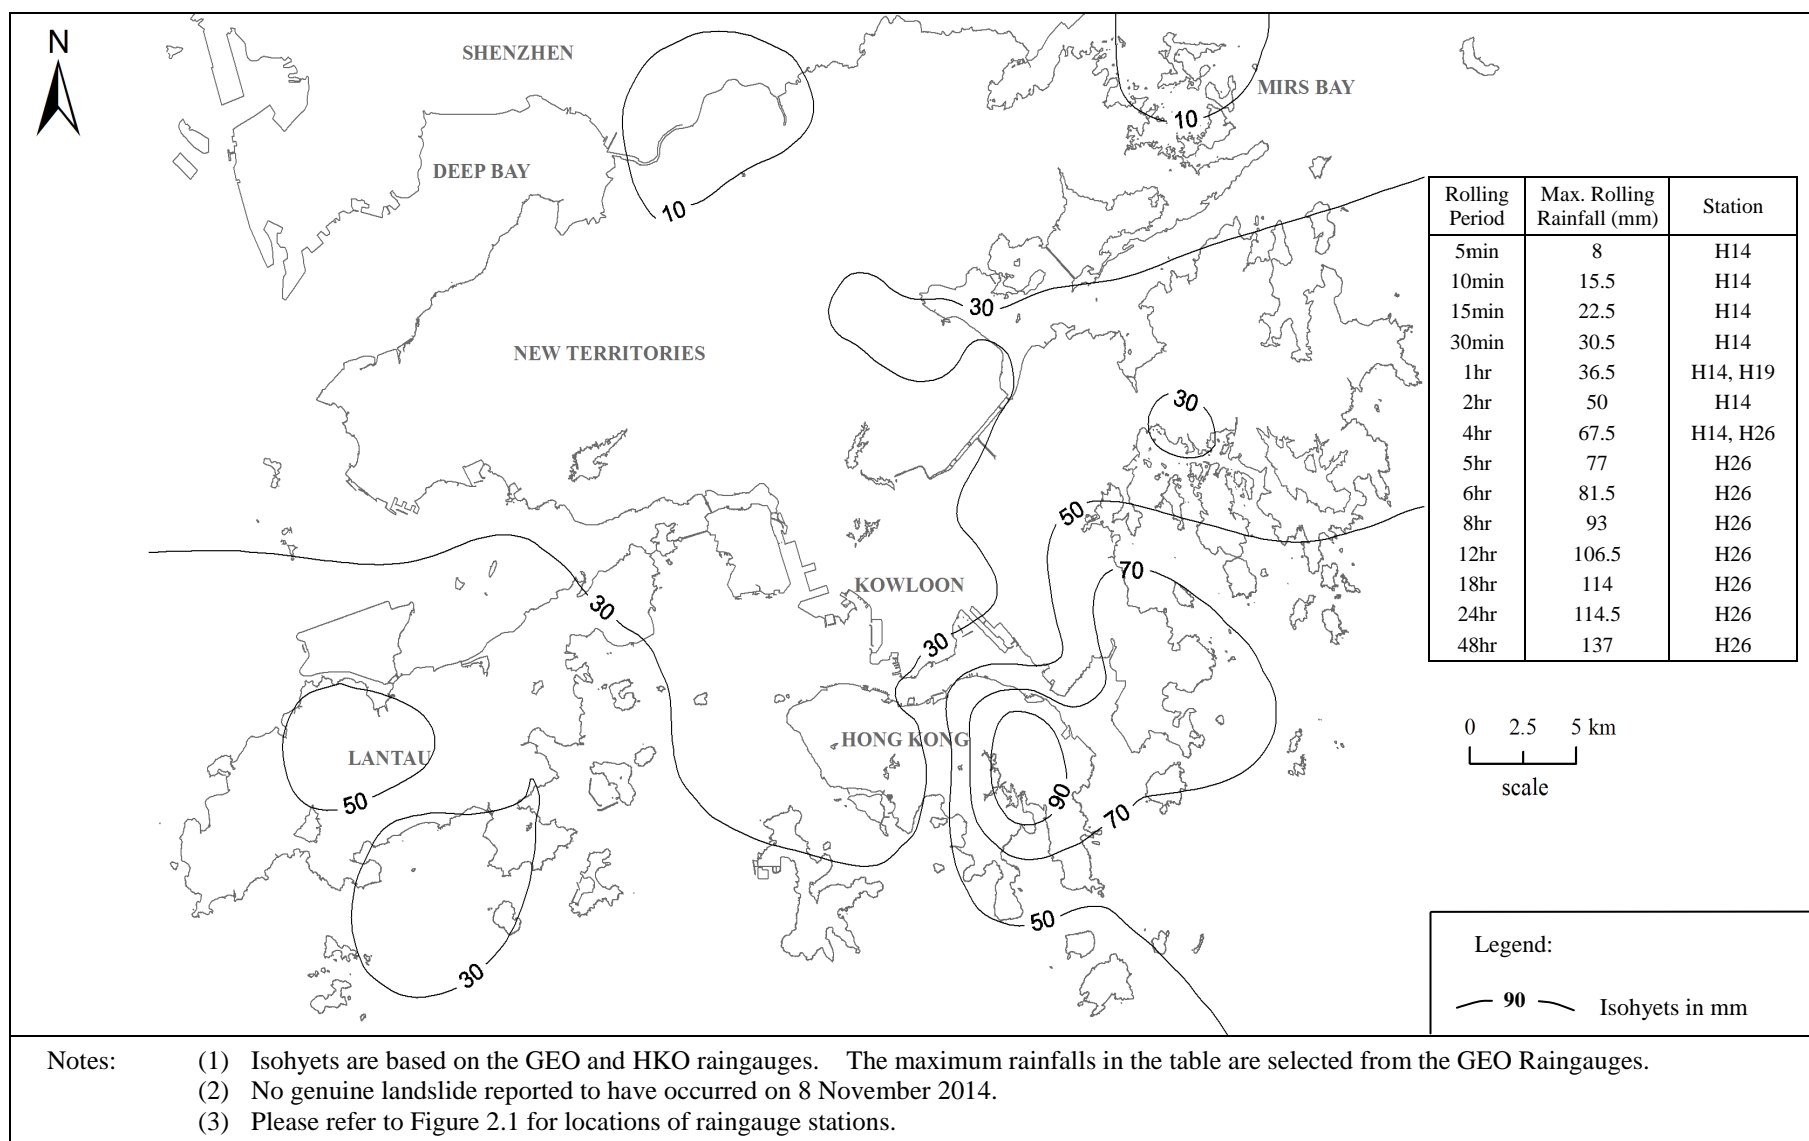 N
SHENZHEN
MIRS BAY
10
DEEP BAY
10
30
NEW TERRITORIES
30
50
70
KOWLOON
30
30
HONG KONG
LANTAU
50
90
70
50
30
Rolling Period Max. Rolling Rainfall (mm) Station
5min 8 H14
10min 15.5 H14
15min 22.5 H14
30min 30.5 H14
1hr 36.5 H14, H19
2hr 50 H14
4hr 67.5 H14, H26
5hr 77 H26
6hr 81.5 H26
8hr 93 H26
12hr 106.5 H26
18hr 114 H26
24hr 114.5 H26
48hr 137 H26
0 2.5 5 km
scale
Legend:
90 Isohyets in mm
Notes: (1) Isohyets are based on the GEO and HKO raingauges. The maximum rainfalls in the table are selected from the GEO Raingauges.
(2) No genuine landslide reported to have occurred on 8 November 2014.
(3) Please refer to Figure 2.1 for locations of raingauge stations.